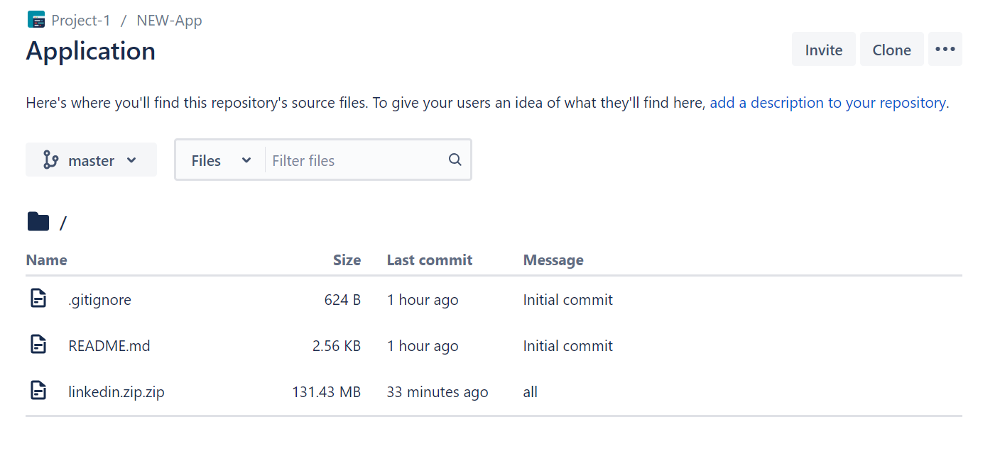 Project-1 / NEW-App
Application
Invite Clone •••
Here's where you'll find this repository's source files. To give your users an idea of what they'll find here, add a description to your repository.
master Files Filter files
/
Name Size Last commit Message
.gitignore 624 B 1 hour ago Initial commit
README.md 2.56 KB 1 hour ago Initial commit
linkedin.zip.zip 131.43 MB 33 minutes ago all